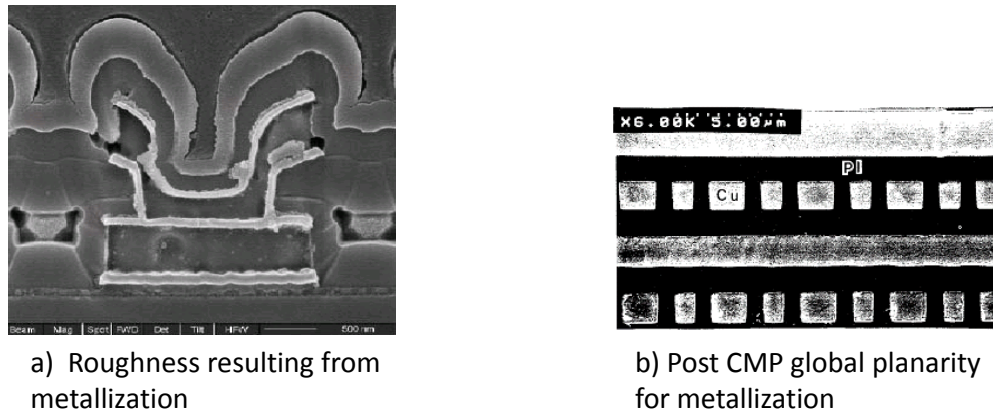 Beam Mag Spot FWD Det Tilt HFW 500 nm
X6.00K 5.00µm
PI
Cu
a) Roughness resulting from
metallization
b) Post CMP global planarity
for metallization